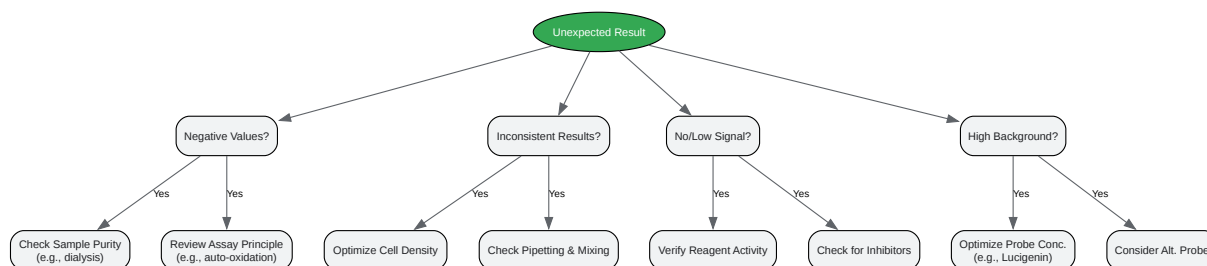 Unexpected Result
Negative Values?
Inconsistent Results?
No/Low Signal?
High Background?
Yes
Yes
Yes
Yes
Yes
Yes
Yes
Yes
Check Sample Purity
(e.g., dialysis)
Review Assay Principle
(e.g., auto-oxidation)
Optimize Cell Density
Check Pipetting & Mixing
Verify Reagent Activity
Check for Inhibitors
Optimize Probe Conc.
(e.g., Lucigenin)
Consider Alt. Probe